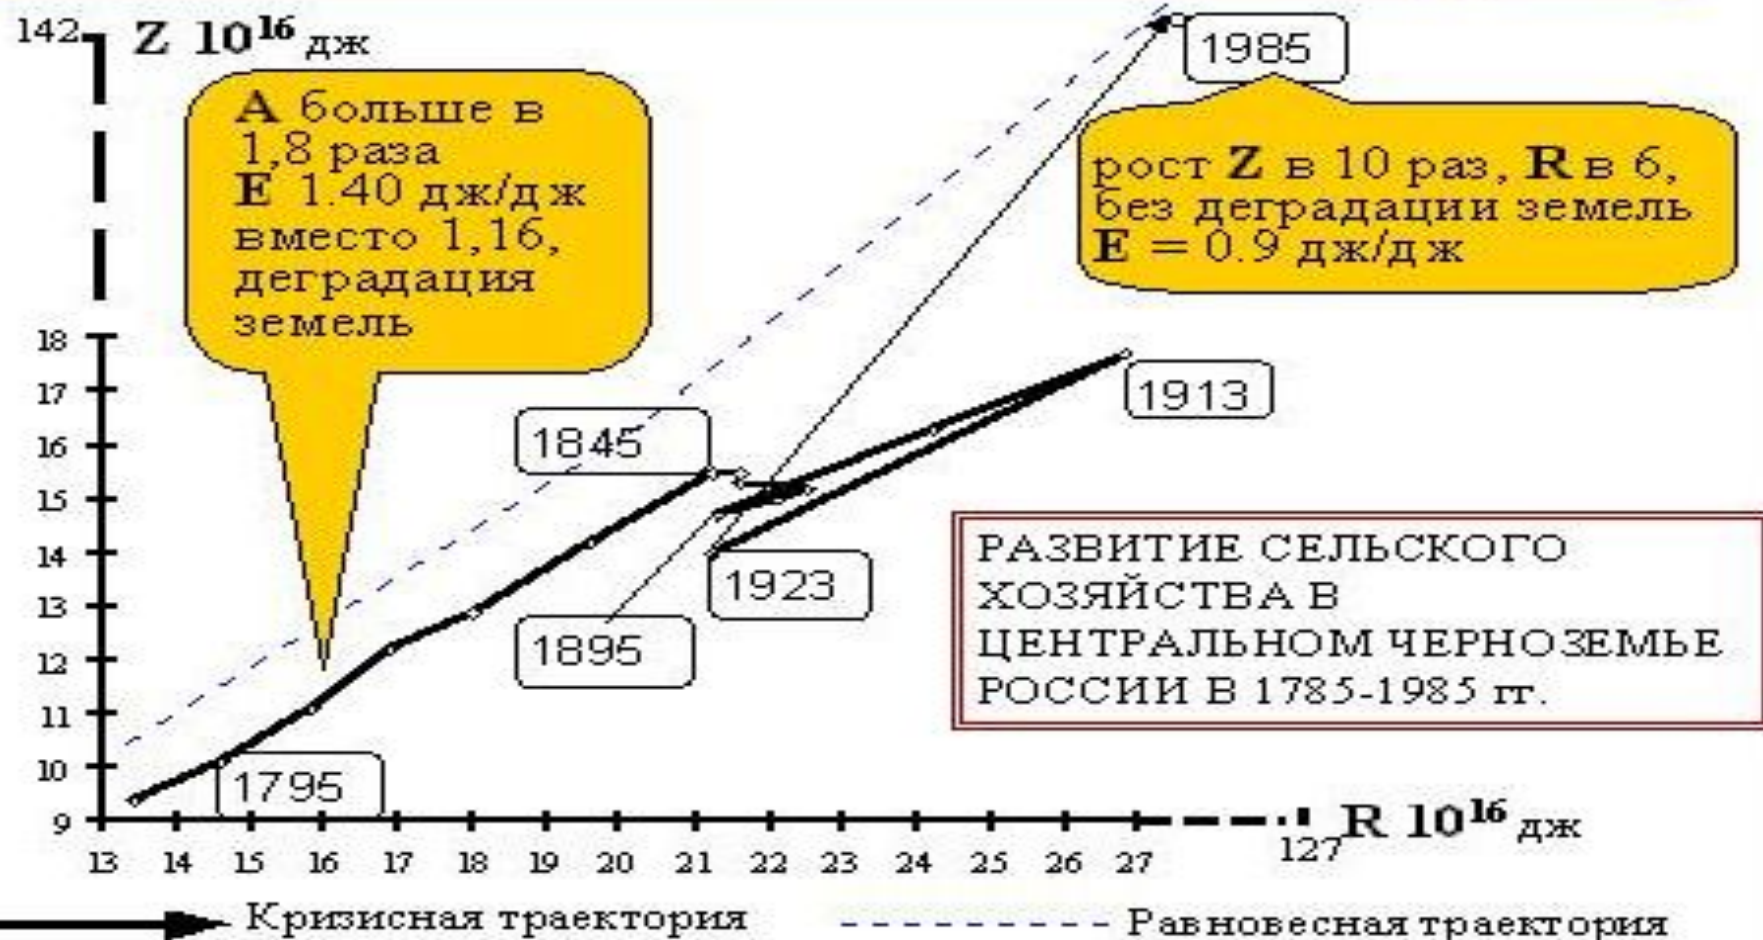 142
Z 10¹⁶ дж
A больше в
1,8 раза
E 1.40 дж/дж
вместо 1,16,
деградация
земель
1985
рост Z в 10 раз, R в 6,
без деградации земель
E = 0.9 дж/дж
18
17
16
15
14
13
12
11
10
9
1845
1913
1923
1895
1795
РАЗВИТИЕ СЕЛЬСКОГО
ХОЗЯЙСТВА В
ЦЕНТРАЛЬНОМ ЧЕРНОЗЕМЬЕ
РОССИИ В 1785-1985 гг.
13 14 15 16 17 18 19 20 21 22 23 24 25 26 27 127
R 10¹⁶ дж
Кризисная траектория
Равновесная траектория